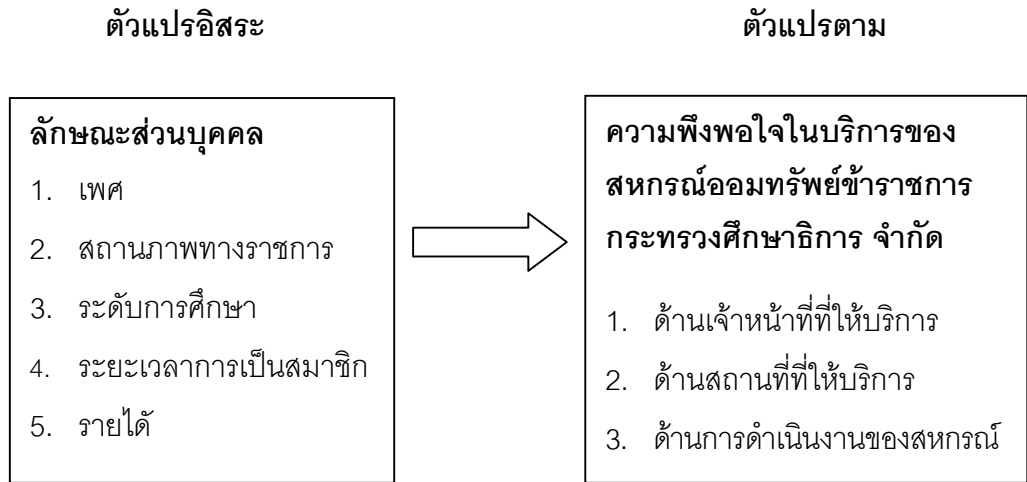 ตัวแปรอิสระ
ตัวแปรตาม
ลักษณะส่วนบุคคล
1. เพศ
2. สถานภาพทางราชการ
3. ระดับการศึกษา
4. ระยะเวลาการเป็นสมาชิก
5. รายได้
ความพึงพอใจในบริการของ
สหกรณ์ออมทรัพย์ข้าราชการ
กระทรวงศึกษาธิการ จำกัด
1. ด้านเจ้าหน้าที่ที่ให้บริการ
2. ด้านสถานที่ที่ให้บริการ
3. ด้านการดำเนินงานของสหกรณ์